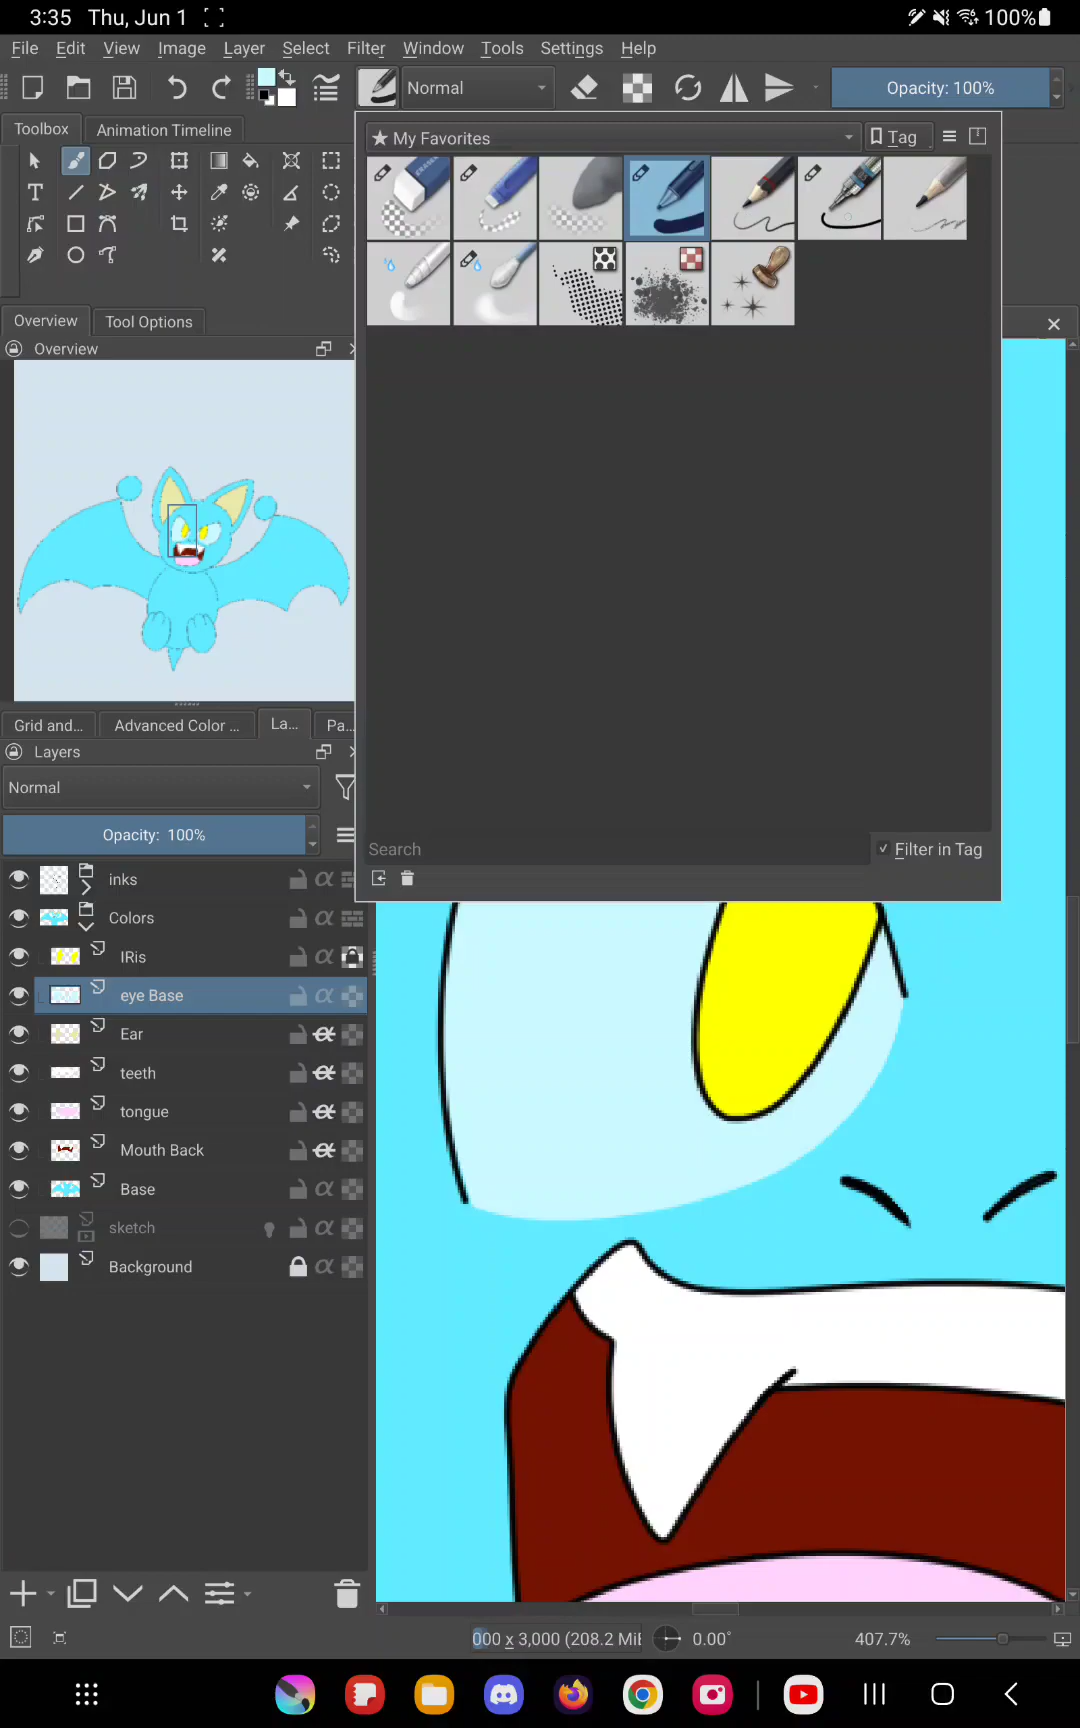 3:35 Thu, Jun 1 100%
File Edit View Image Layer Select Filter Window Tools Settings Help
Normal Opacity: 100%
Toolbox Animation Timeline
My Favorites Tag
Overview Tool Options
Overview
Grid and... Advanced Color ... La... Pa...
Layers
Normal
Opacity: 100%
Search Filter in Tag
inks
Colors
IRis
eye Base
Ear
teeth
tongue
Mouth Back
Base
sketch
Background
000 x 3,000 (208.2 MiE 0.00° 407.7%